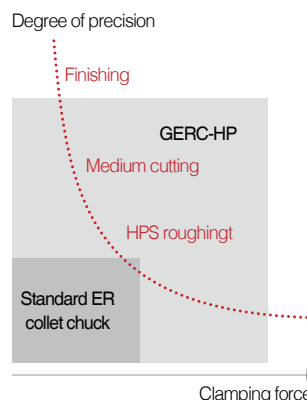 Degree of precision
Finishing
GERC-HP
Medium cutting
HPS roughingt
Standard ER
collet chuck
Clamping force